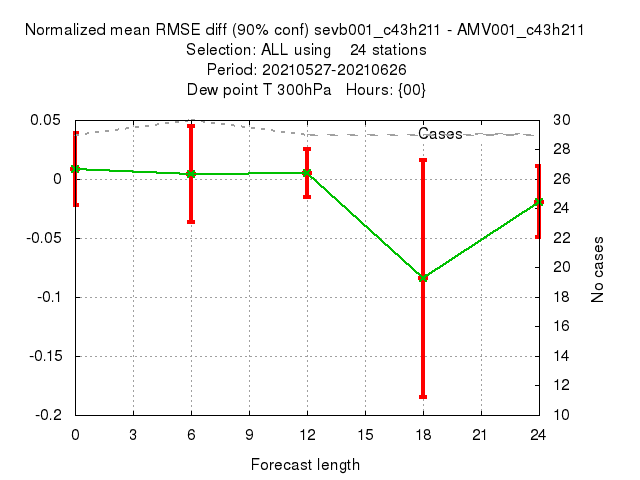 Normalized mean RMSE diff (90% conf) sevb001_c43h211 - AMV001_c43h211
Selection: ALL using 24 stations
Period: 20210527-20210626
Dew point T 300hPa Hours: {00}
0.05
0
-0.05
-0.1
-0.15
-0.2
Cases
30
28
26
24
22
20
18
16
14
12
10
No cases
0 3 6 9 12 15 18 21 24
Forecast length